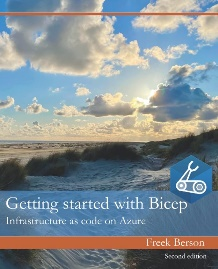 Getting started with Bicep
Infrastructure as code on Azure
Freek Berson
Second edition